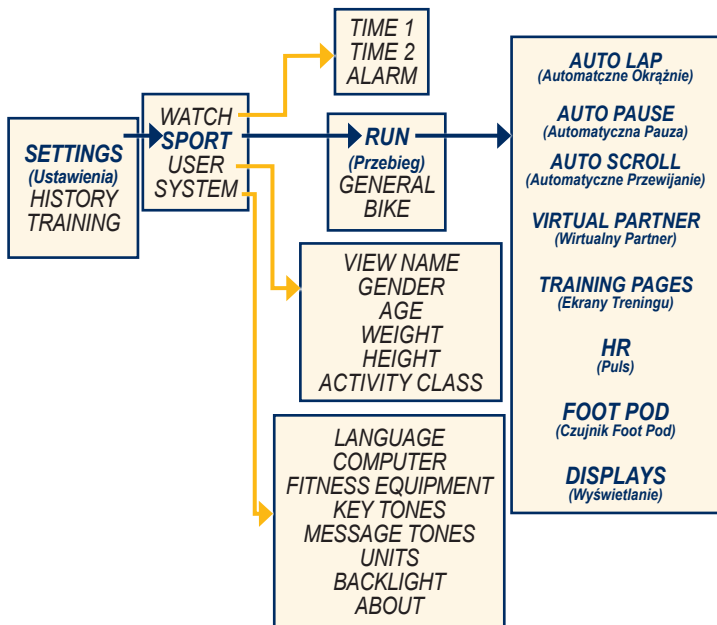 SETTINGS
(Ustawienia)
HISTORY
TRAINING
WATCH
SPORT
USER
SYSTEM
TIME 1
TIME 2
ALARM
RUN
(Przebieg)
GENERAL
BIKE
VIEW NAME
GENDER
AGE
WEIGHT
HEIGHT
ACTIVITY CLASS
LANGUAGE
COMPUTER
FITNESS EQUIPMENT
KEY TONES
MESSAGE TONES
UNITS
BACKLIGHT
ABOUT
AUTO LAP
(Automatczne Okrążnie)
AUTO PAUSE
(Automatyczna Pauza)
AUTO SCROLL
(Automatyczne Przewijanie)
VIRTUAL PARTNER
(Wirtualny Partner)
TRAINING PAGES
(Ekrany Treningu)
HR
(Puls)
FOOT POD
(Czujnik Foot Pod)
DISPLAYS
(Wyświetlanie)